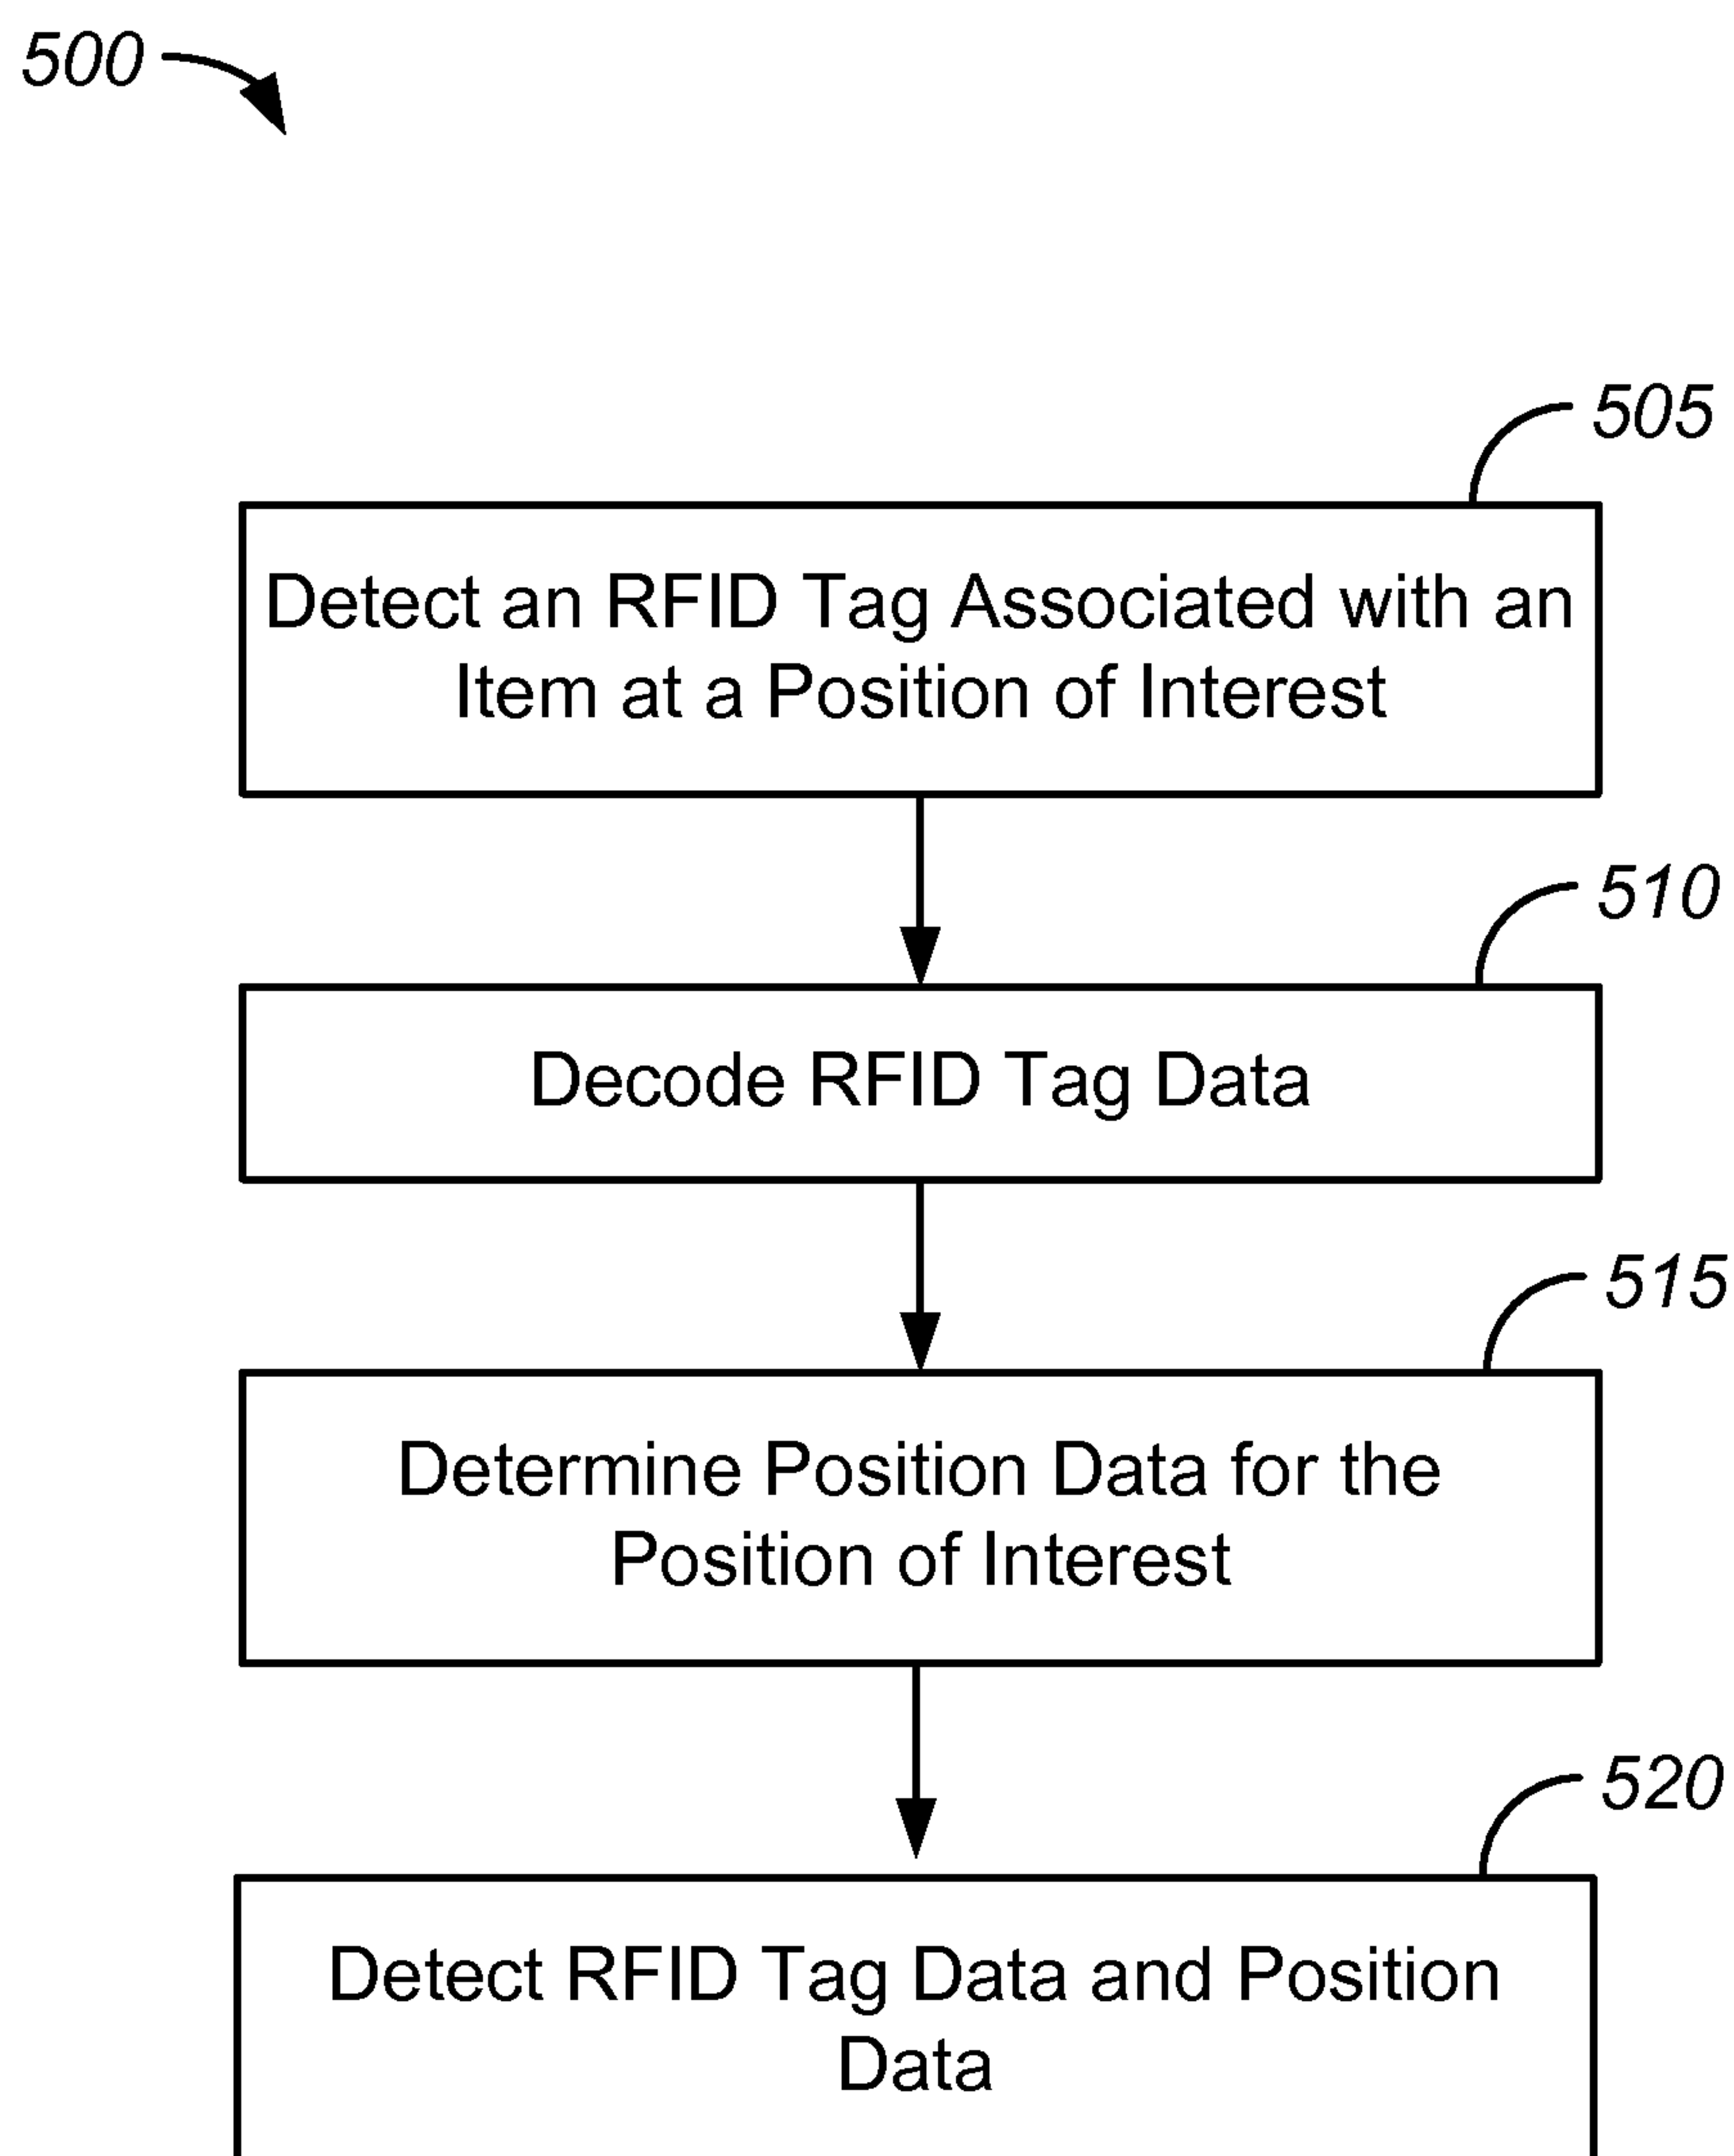 500
505
Detect an RFID Tag Associated with an
Item at a Position of Interest
510
Decode RFID Tag Data
515
Determine Position Data for the
Position of Interest
520
Detect RFID Tag Data and Position
Data